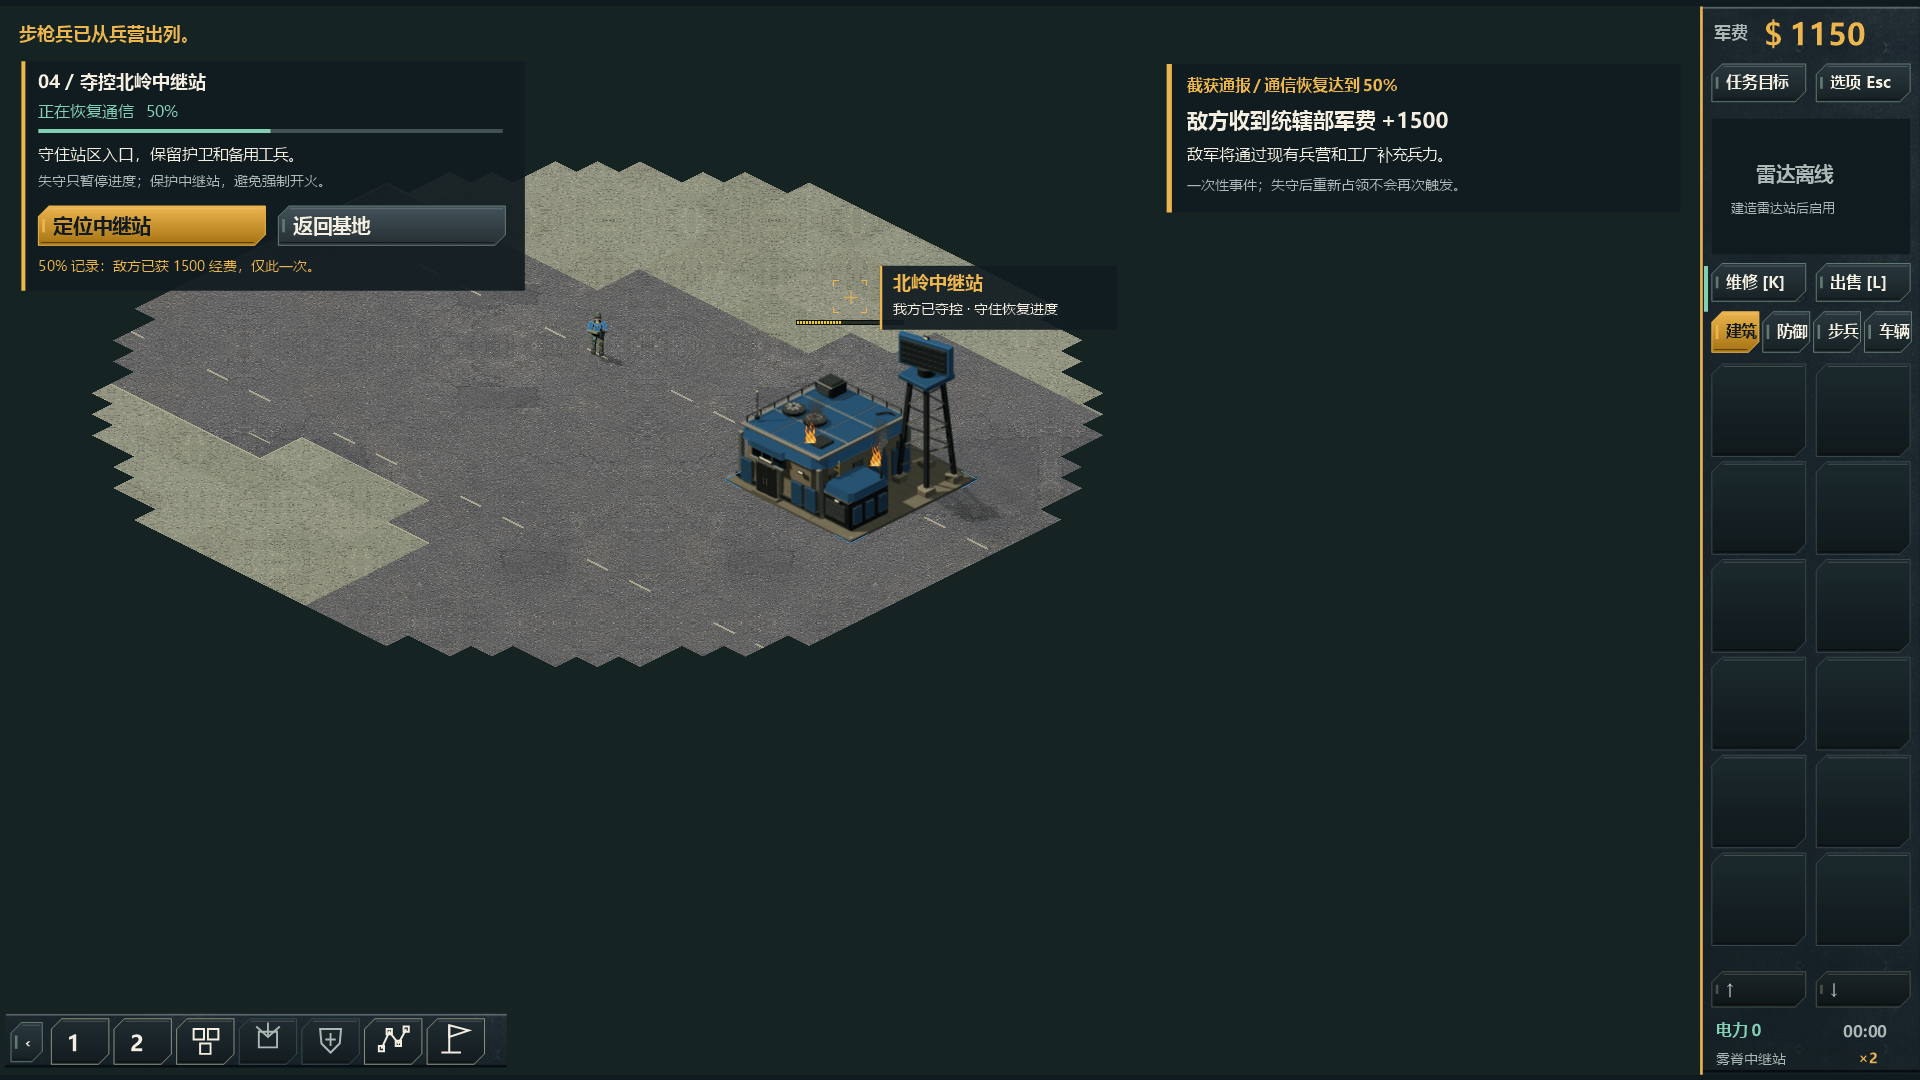 步枪兵已从兵营出列。
04 / 夺控北岭中继站
正在恢复通信 50%
守住站区入口，保留护卫和备用工兵。
失守只暂停进度；保护中继站，避免强制开火。
定位中继站
返回基地
50% 记录：敌方已获 1500 经费，仅此一次。
截获通报 / 通信恢复达到 50%
敌方收到统辖部军费 +1500
敌军将通过现有兵营和工厂补充兵力。
一次性事件；失守后重新占领不会再次触发。
北岭中继站
我方已夺控 · 守住恢复进度
军费 $ 1150
任务目标
选项 Esc
雷达离线
建造雷达站后启用
维修 [K]
出售 [L]
建筑
防御
步兵
车辆
↑
↓
电力 0
00:00
雾脊中继站
×2
‹
1
2